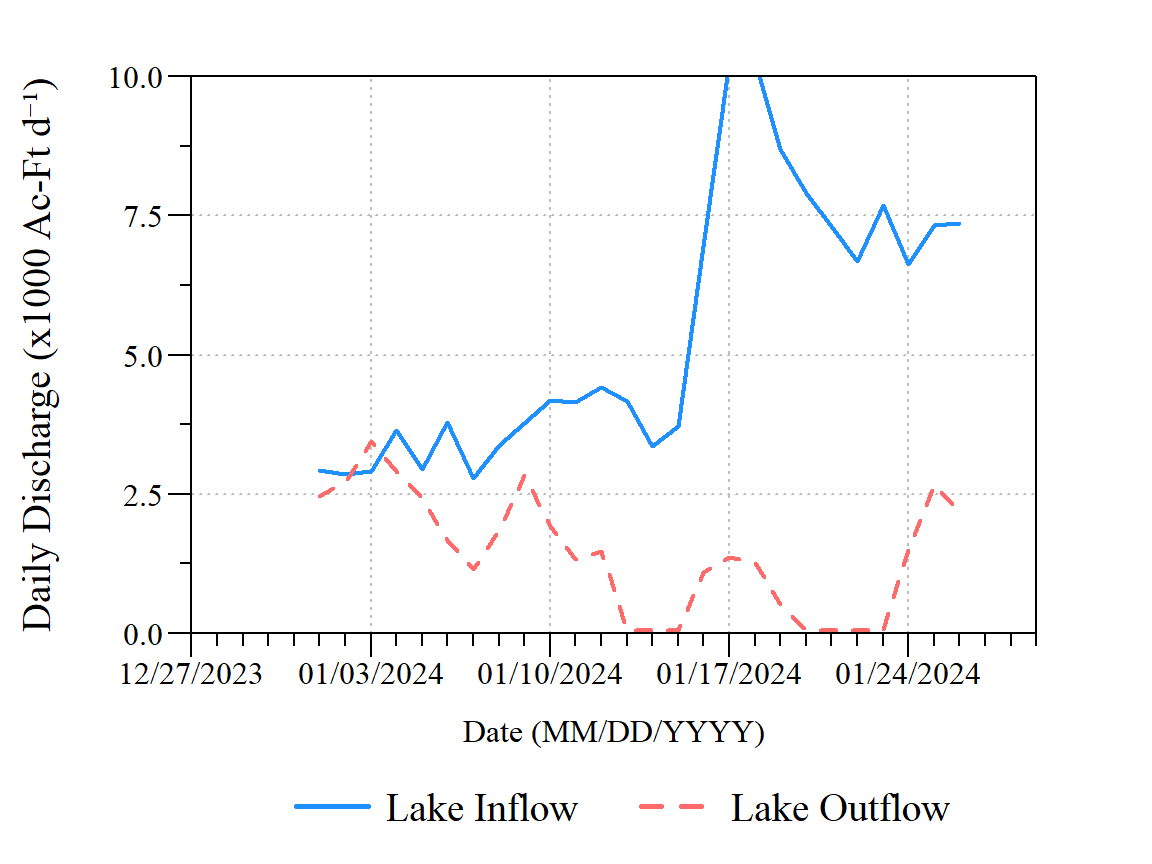 Daily Discharge (x1000 Ac-Ft d⁻¹)
10.0
7.5
5.0
2.5
0.0
12/27/2023 01/03/2024 01/10/2024 01/17/2024 01/24/2024
Date (MM/DD/YYYY)
Lake Inflow Lake Outflow